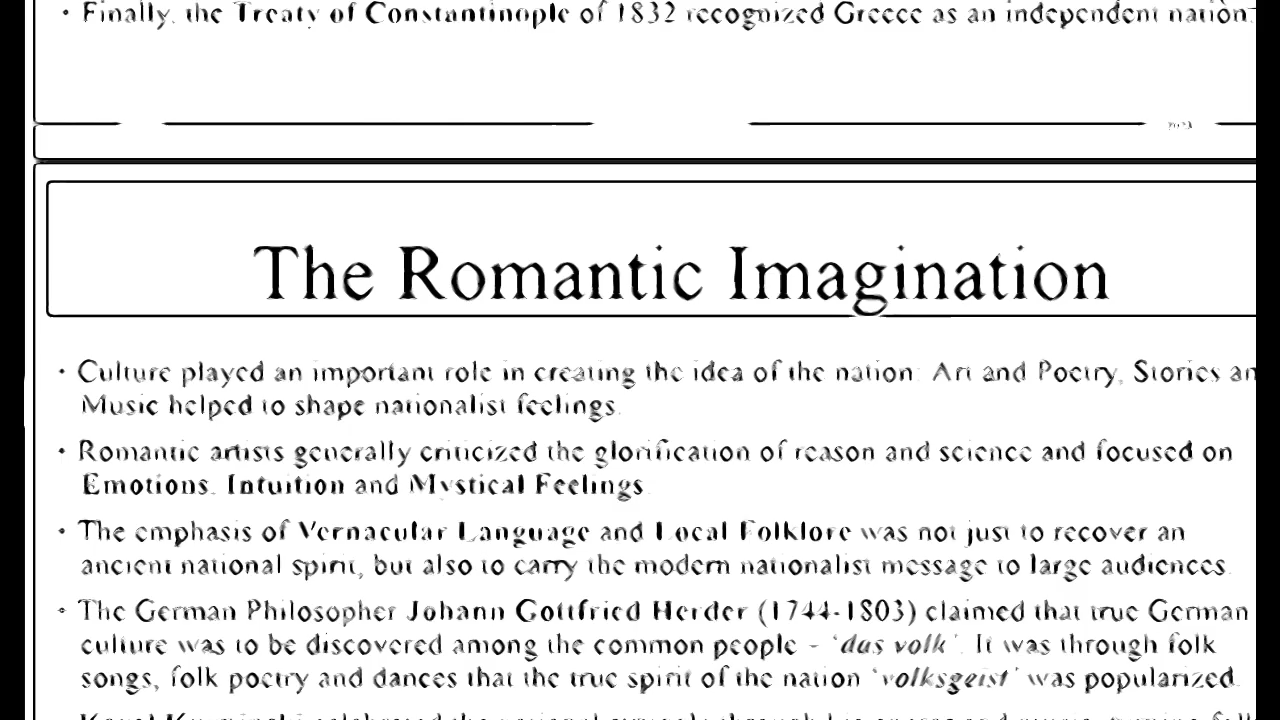 • Finally, the Treaty of Constantinople of 1832 recognized Greece as an independent nation.
The Romantic Imagination
• Culture played an important role in creating the idea of the nation: Art and Poetry, Stories an
Music helped to shape nationalist feelings.
• Romantic artists generally criticized the glorification of reason and science and focused on
Emotions, Intuition and Mystical Feelings.
• The emphasis of Vernacular Language and Local Folklore was not just to recover an
ancient national spirit, but also to carry the modern nationalist message to large audiences.
• The German Philosopher Johann Gottfried Herder (1744-1803) claimed that true German
culture was to be discovered among the common people - 'das volk'. It was through folk
songs, folk poetry and dances that the true spirit of the nation 'volksgeist' was popularized.